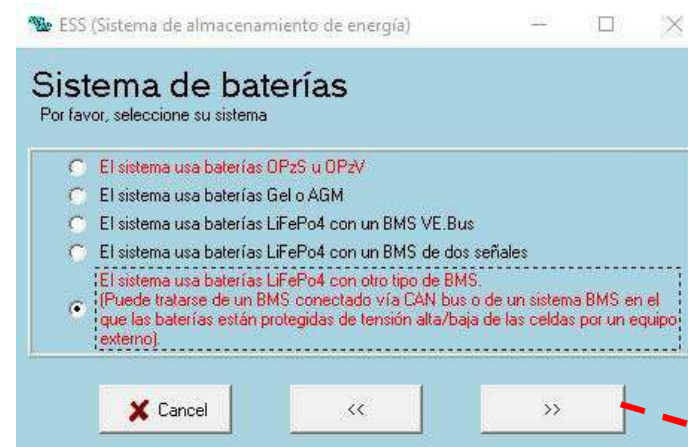 ESS (Sistema de almacenamiento de energía)
Sistema de baterías
Por favor, seleccione su sistema
El sistema usa baterías OPzS u OPzV
El sistema usa baterías Gel o AGM
El sistema usa baterías LiFePo4 con un BMS VE.Bus
El sistema usa baterías LiFePo4 con un BMS de dos señales
El sistema usa baterías LiFePo4 con otro tipo de BMS.
(Puede tratarse de un BMS conectado vía CAN bus o de un sistema BMS en el
que las baterías están protegidas de tensión alta/baja de las celdas por un equipo
externo).
Cancel
<<
>>